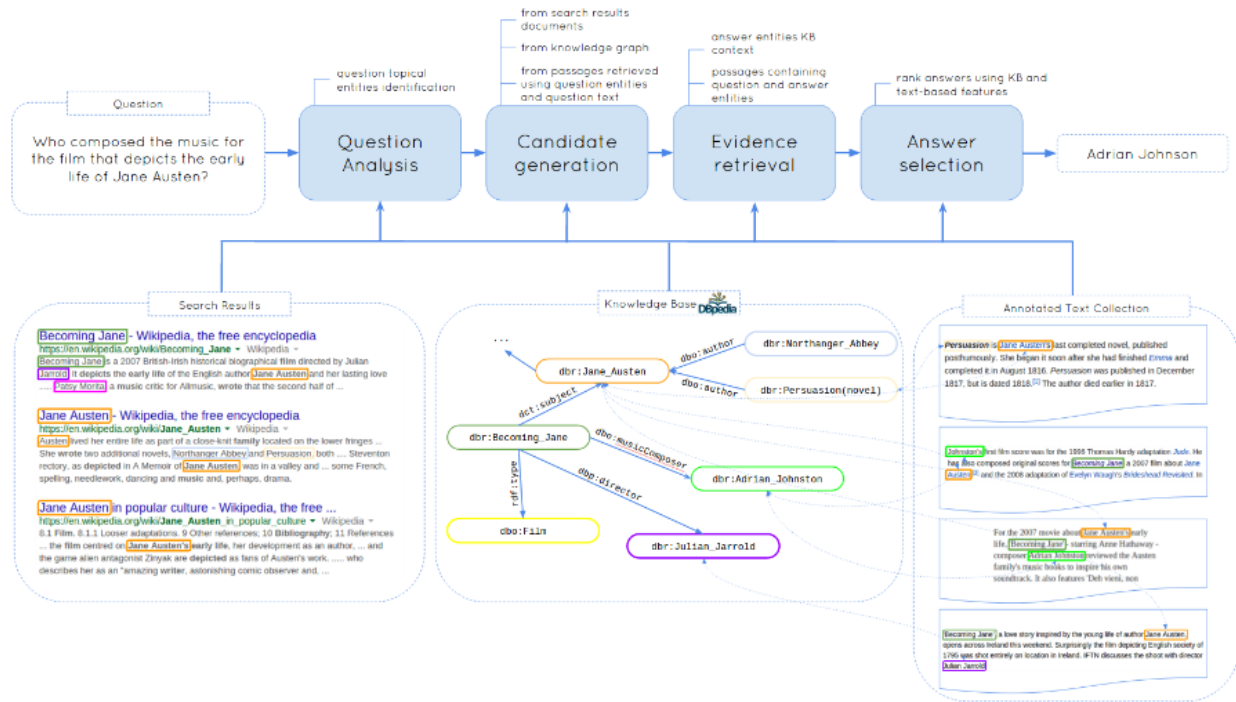 from search results
documents
from knowledge graph
from passages retrieved
using question entities
and question text
answer entities KB
context
passages containing
question and answer
entities
question topical
entities identification
rank answers using KB and
text-based features
Question
Who composed the music for
the film that depicts the early
life of Jane Austen?
Question
Analysis
Candidate
generation
Evidence
retrieval
Answer
selection
Adrian Johnson
Search Results
Becoming Jane - Wikipedia, the free encyclopedia
https://en.wikipedia.org/wiki/Becoming_Jane ▾ Wikipedia ▾
Becoming Jane is a 2007 British-Irish historical biographical film directed by Julian
Jarrold. It depicts the early life of the English author Jane Austen and her lasting love
..... Patsy Morita, a music critic for Allmusic, wrote that the second half of ...
Jane Austen - Wikipedia, the free encyclopedia
https://en.wikipedia.org/wiki/Jane_Austen ▾ Wikipedia ▾
Austen lived her entire life as part of a close-knit family located on the lower fringes ...
She wrote two additional novels, Northanger Abbey and Persuasion, both .... Steventon
rectory, as depicted in A Memoir of Jane Austen, was in a valley and ... some French,
spelling, needlework, dancing and music and, perhaps, drama.
Jane Austen in popular culture - Wikipedia, the free ...
https://en.wikipedia.org/wiki/Jane_Austen_in_popular_culture ▾ Wikipedia ▾
8.1 Film. 8.1.1 Looser adaptations. 9 Other references; 10 Bibliography; 11 References
... the film centred on Jane Austen's early life, her development as an author, ... and
the game alien antagonist Zinyak are depicted as fans of Austen's work. ..... who
describes her as an "amazing writer, astonishing comic observer and, ...
Knowledge Base
DBpedia
...
dbr:Jane_Austen
dbo:author
dbr:Northanger_Abbey
dbo:author
dbr:Persuasion(novel)
dct:subject
dbr:Becoming_Jane
dbo:musicComposer
dbr:Adrian_Johnston
rdf:type
dbp:director
dbo:Film
dbr:Julian_Jarrold
Annotated Text Collection
Persuasion is Jane Austen's last completed novel, published
posthumously. She began it soon after she had finished Emma and
completed it in August 1816. Persuasion was published in December
1817, but is dated 1818.[1] The author died earlier in 1817.
Johnston's first film score was for the 1996 Thomas Hardy adaptation Jude. He
has also composed original scores for Becoming Jane, a 2007 film about Jane
Austen and the 2008 adaptation of Evelyn Waugh's Brideshead Revisited. In
For the 2007 movie about Jane Austen's early
life, 'Becoming Jane'- starring Anne Hathaway -
composer Adrian Johnston reviewed the Austen
family's music books to inspire his own
soundtrack. It also features 'Deh vieni, non
Becoming Jane, a love story inspired by the young life of author Jane Austen,
opens across Ireland this weekend. Surprisingly the film depicting English society of
1795 was shot entirely on location in Ireland. IFTN discusses the shoot with director
Julian Jarrold